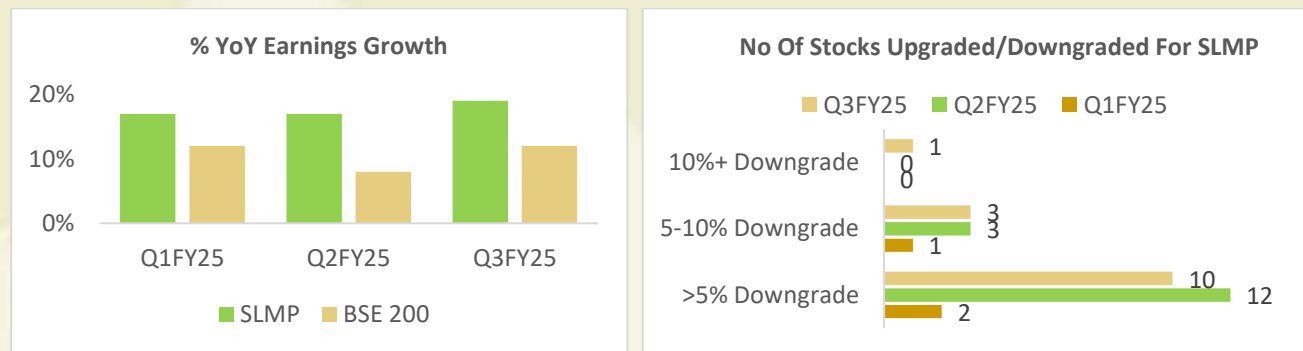 % YoY Earnings Growth
20%
10%
0%
Q1FY25 Q2FY25 Q3FY25
SLMP BSE 200
No Of Stocks Upgraded/Downgraded For SLMP
Q3FY25 Q2FY25 Q1FY25
10%+ Downgrade
1
0
0
5-10% Downgrade
3
3
1
>5% Downgrade
10
12
2